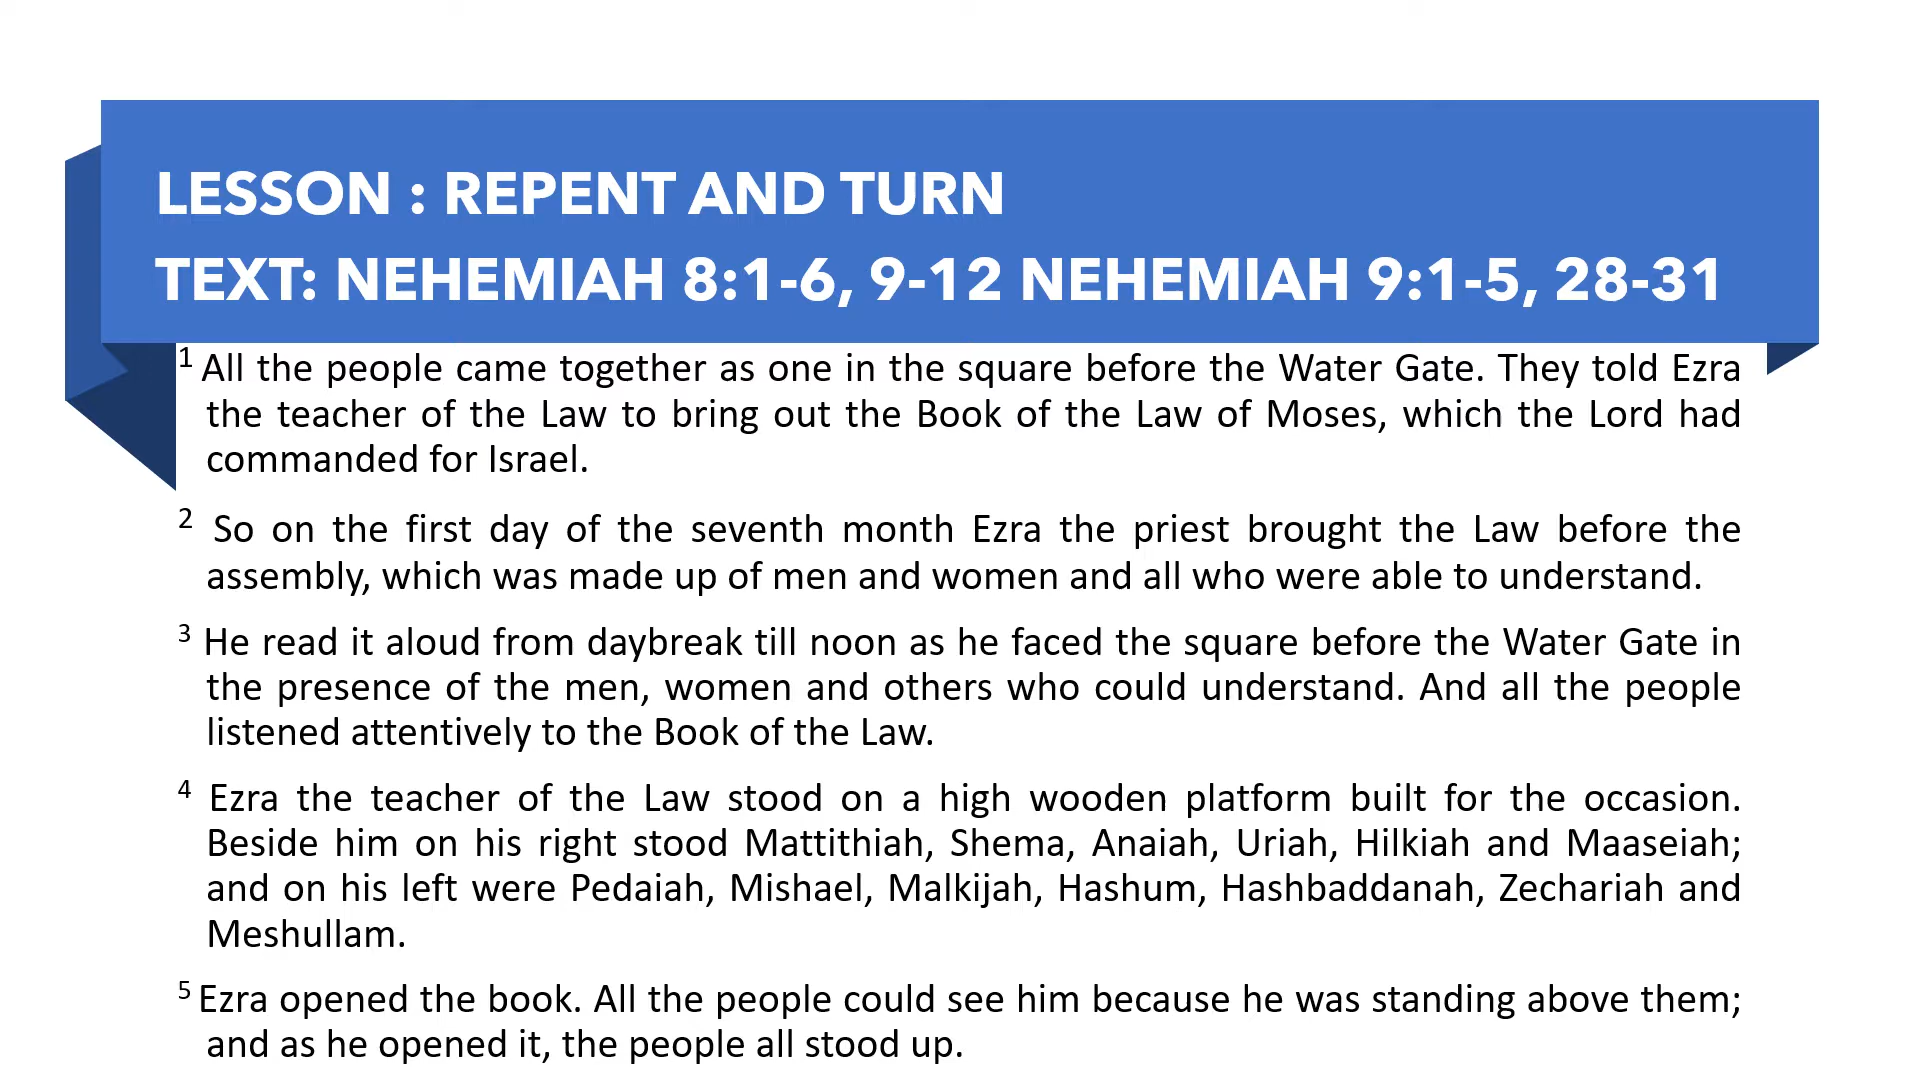 LESSON : REPENT AND TURN
TEXT: NEHEMIAH 8:1-6, 9-12 NEHEMIAH 9:1-5, 28-31
1 All the people came together as one in the square before the Water Gate. They told Ezra
the teacher of the Law to bring out the Book of the Law of Moses, which the Lord had
commanded for Israel.
2 So on the first day of the seventh month Ezra the priest brought the Law before the
assembly, which was made up of men and women and all who were able to understand.
3 He read it aloud from daybreak till noon as he faced the square before the Water Gate in
the presence of the men, women and others who could understand. And all the people
listened attentively to the Book of the Law.
4 Ezra the teacher of the Law stood on a high wooden platform built for the occasion.
Beside him on his right stood Mattithiah, Shema, Anaiah, Uriah, Hilkiah and Maaseiah;
and on his left were Pedaiah, Mishael, Malkijah, Hashum, Hashbaddanah, Zechariah and
Meshullam.
5 Ezra opened the book. All the people could see him because he was standing above them;
and as he opened it, the people all stood up.